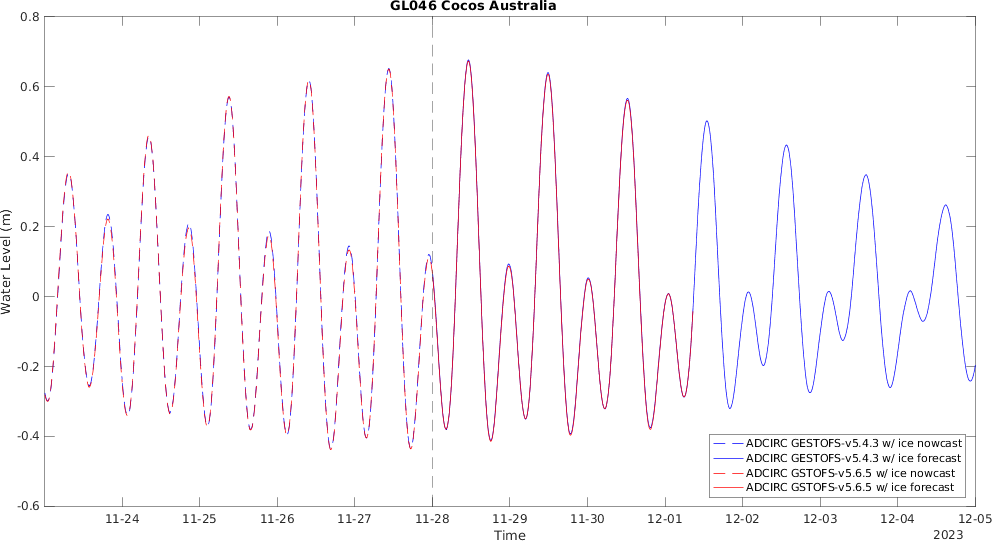 GL046 Cocos Australia
0.8
0.6
0.4
0.2
0
-0.2
-0.4
-0.6
Water Level (m)
ADCIRC GESTOFS-v5.4.3 w/ ice nowcast
ADCIRC GESTOFS-v5.4.3 w/ ice forecast
ADCIRC GSTOFS-v5.6.5 w/ ice nowcast
ADCIRC GSTOFS-v5.6.5 w/ ice forecast
11-24 11-25 11-26 11-27 11-28 11-29 11-30 12-01 12-02 12-03 12-04 12-05
Time
2023